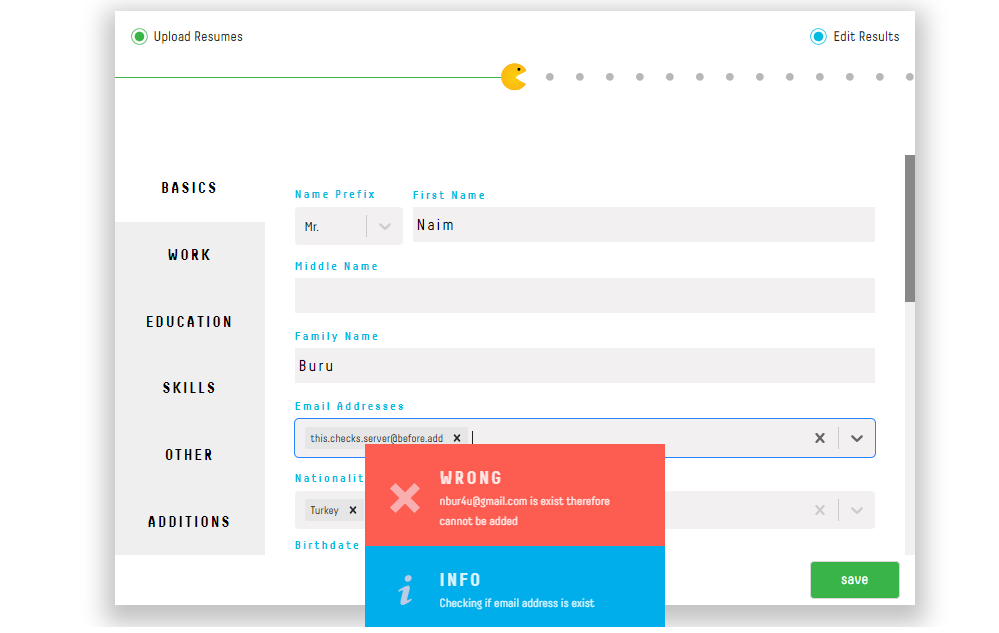 Upload Resumes
Edit Results
BASICS
WORK
EDUCATION
SKILLS
OTHER
ADDITIONS
Name Prefix
First Name
Mr.
Naim
Middle Name
Family Name
Buru
Email Addresses
this.checks.server@before.add
Turkey
Birthdate
WRONG
nbur4u@gmail.com is exist therefore
cannot be added
INFO
Checking if email address is exist
save